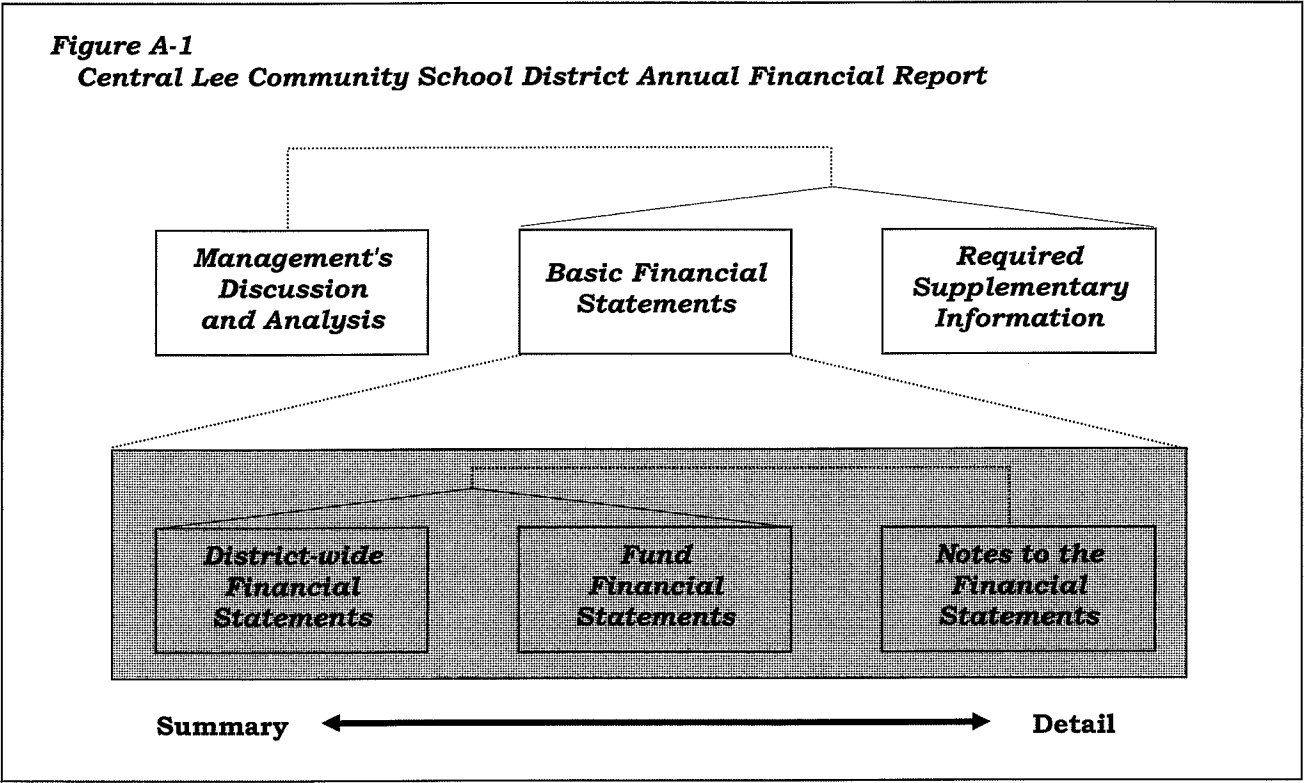 Figure A-1
Central Lee Community School District Annual Financial Report
Management's
Discussion
and Analysis
Basic Financial
Statements
Required
Supplementary
Information
District-wide
Financial
Statements
Fund
Financial
Statements
Notes to the
Financial
Statements
Summary
Detail